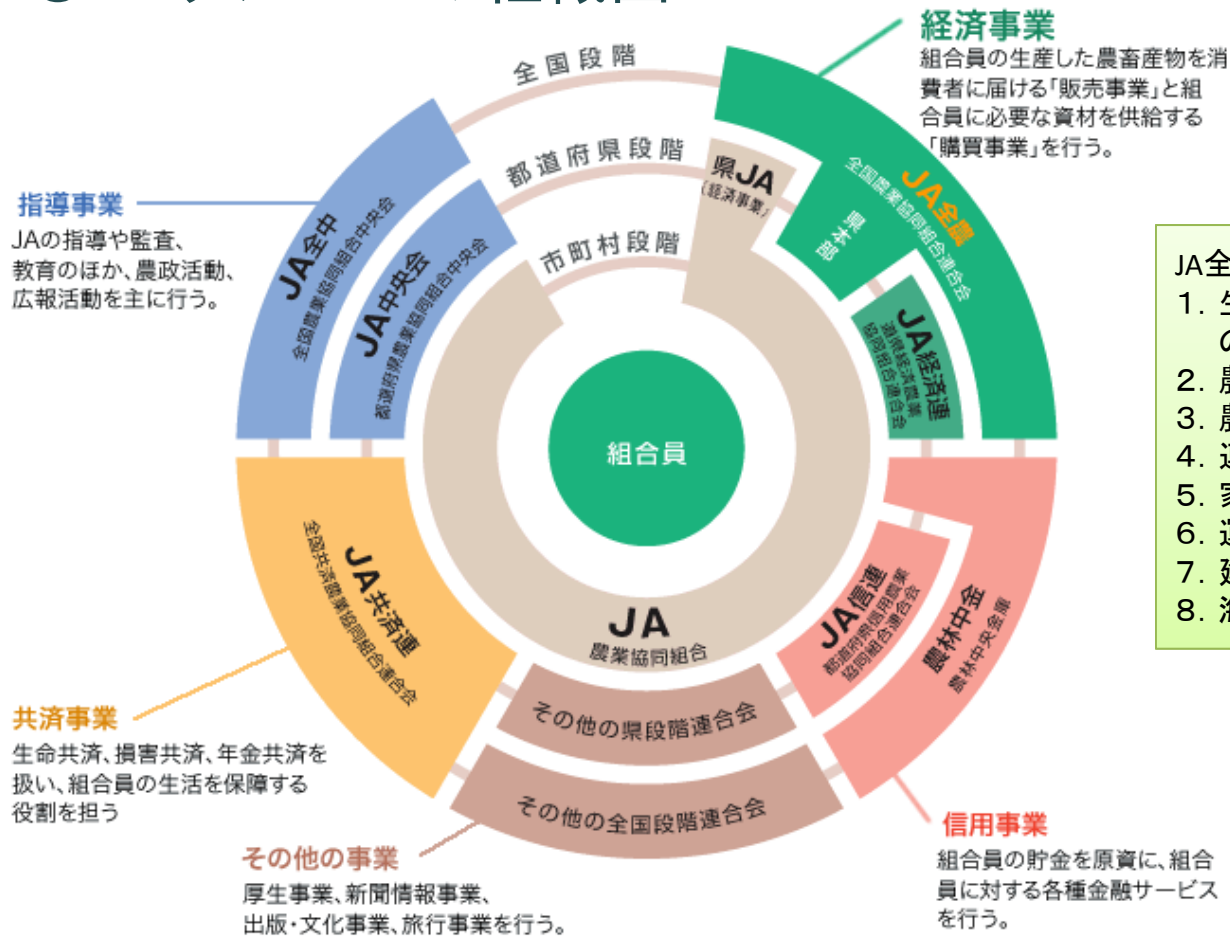 組織図
経済事業
組合員の生産した農畜産物を消
費者に届ける「販売事業」と組
合員に必要な資材を供給する
「購買事業」を行う。
全国段階
都道府県段階
市町村段階
県JA
(経済事業)
JA全農
全国農業協同組合連合会
県本部
JA経済連
道県経済農業
協同組合連合会
指導事業
JAの指導や監査、
教育のほか、農政活動、
広報活動を主に行う。
JA全中
全国農業協同組合中央会
JA中央会
都道府県農業協同組合中央会
組合員
JA
農業協同組合
JA共済連
全国共済農業協同組合連合会
JA信連
都道府県信用農業
協同組合連合会
農林中金
農林中央金庫
その他の県段階連合会
その他の全国段階連合会
共済事業
生命共済、損害共済、年金共済を
扱い、組合員の生活を保障する
役割を担う
その他の事業
厚生事業、新聞情報事業、
出版・文化事業、旅行事業を行う。
信用事業
組合員の貯金を原資に、組合
員に対する各種金融サービス
を行う。
JA全
1.
の
2. 農
3. 農
4.
5.
6.
7.
8.